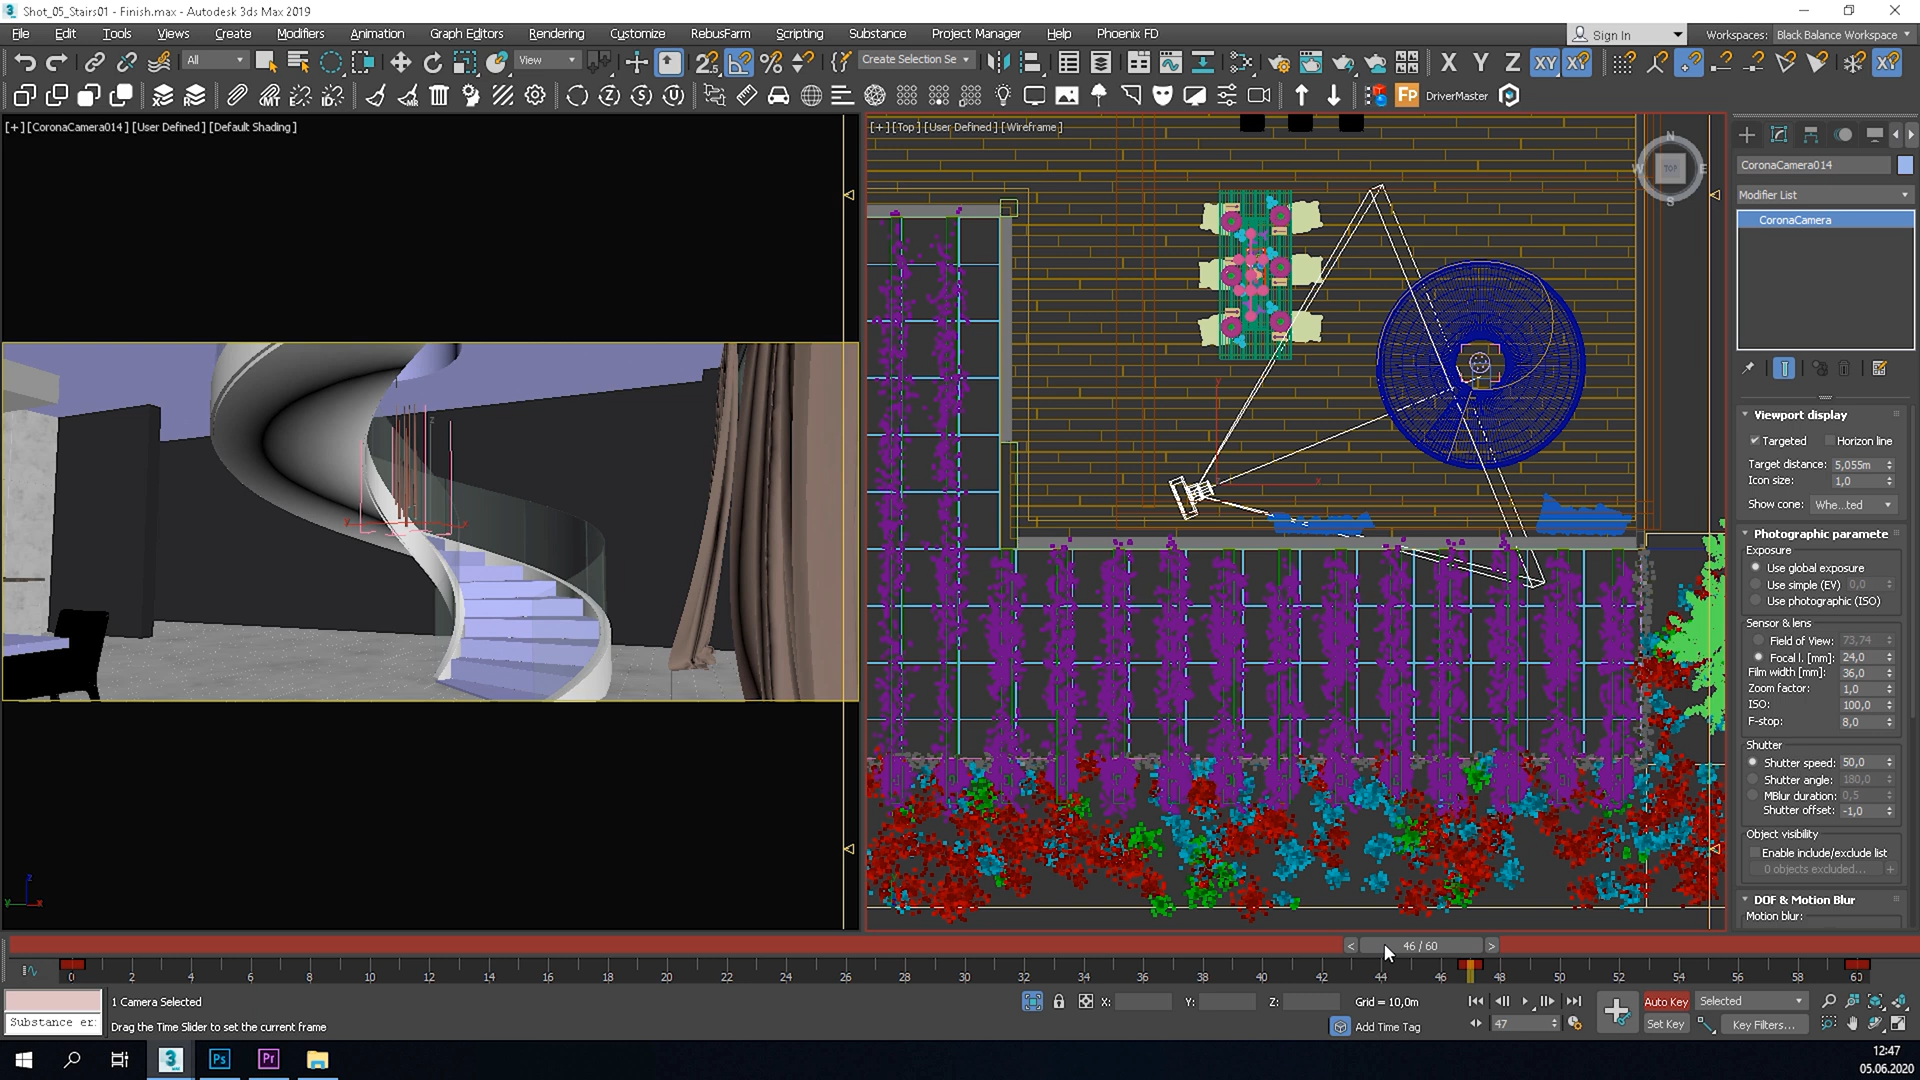 Shot_05_Stairs01 - Finish.max - Autodesk 3ds Max 2019
File Edit Tools Views Create Modifiers Animation Graph Editors Rendering Customize RebusFarm Scripting Substance Project Manager Help Phoenix FD
Sign In
Workspaces: Black Balance Workspace
All
View
Create Selection Se
X Y Z XY XY
XY
FP DriverMaster
[+] [CoronaCamera014] [User Defined] [Default Shading]
[+] [Top] [User Defined] [Wireframe]
N
W TOP E
S
CoronaCamera014
Modifier List
CoronaCamera
Viewport display
Targeted Horizon line
Target distance: 5,055m
Icon size: 1,0
Show cone: Whe...ted
Photographic paramete
Exposure
Use global exposure
Use simple (EV) 0,0
Use photographic (ISO)
Sensor & lens
Field of View: 73,74
Focal l. [mm]: 24,0
Film width [mm]: 36,0
Zoom factor: 1,0
ISO: 100,0
F-stop: 8,0
Shutter
Shutter speed: 50,0
Shutter angle: 180,0
MBlur duration: 0,5
Shutter offset: -1,0
Object visibility
Enable include/exclude list
0 objects excluded...
DOF & Motion Blur
Motion blur:
< 46 / 60 >
0 2 4 6 8 10 12 14 16 18 20 22 24 26 28 30 32 34 36 38 40 42 44 46 48 50 52 54 56 58 60
1 Camera Selected
X: Y: Z: Grid = 10,0m
Auto Key Selected
Substance er:
Drag the Time Slider to set the current frame
Add Time Tag
47
Set Key Key Filters...
3 Ps Pr
12:47
05.06.2020